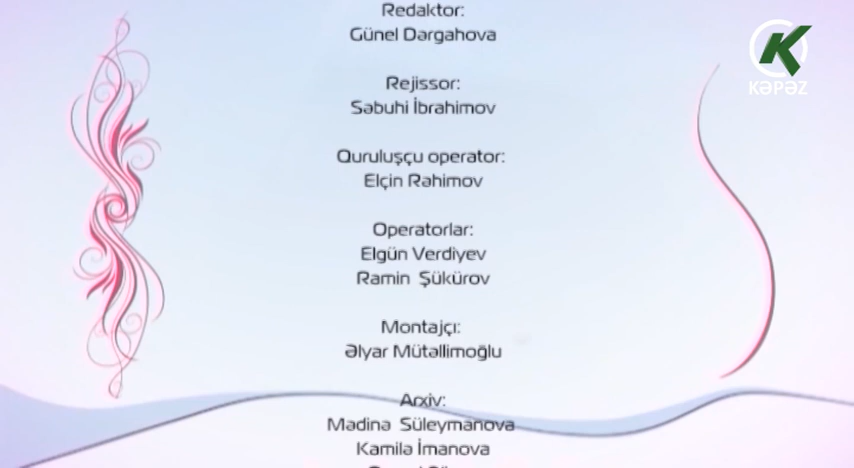 Redaktor:
Günel Dərgahova
KƏPƏZ
Rejissor:
Səbuhi İbrahimov
Quruluşçu operator:
Elçin Rəhimov
Operatorlar:
Elgün Verdiyev
Ramin Şükürov
Montajçı:
Əlyar Mütəllimoğlu
Arxiv:
Mədinə Süleymanova
Kamilə İmanova